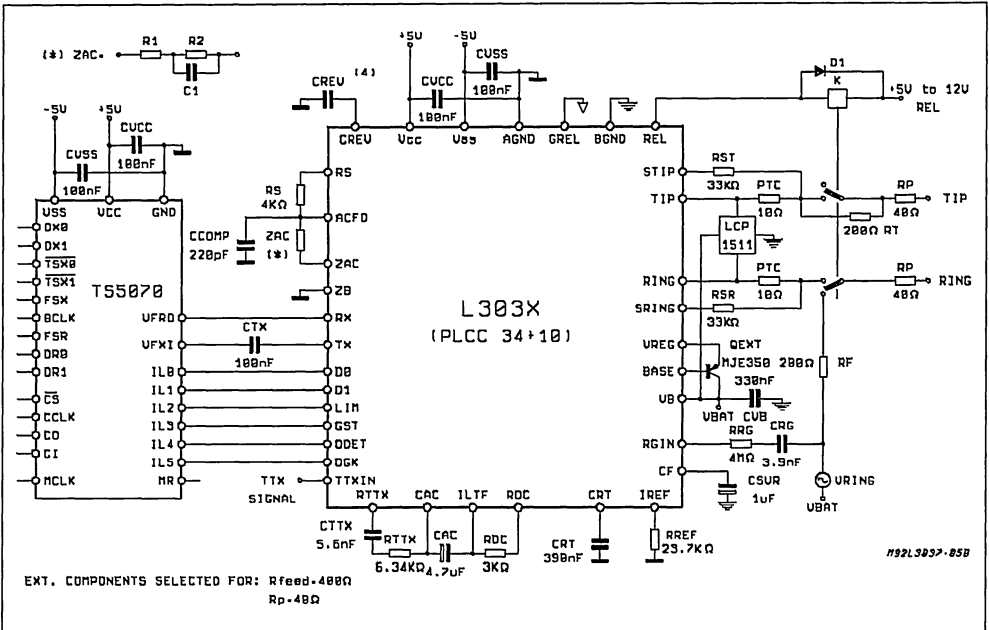 (*) ZAC=
R1
R2
C1
-5V
+5V
CVCC
100nF
CVSS
100nF
VSS
VCC
GND
DX0
DX1
TSX0
TSX1
FSX
BCLK
FSR
DR0
DR1
CS
CCLK
CO
CI
MCLK
TS5070
VFRO
VFXI
IL0
IL1
IL2
IL3
IL4
IL5
MR
CTX
100nF
+5V
-5V
CREV
(4)
CVCC
100nF
CVSS
100nF
CREV
VCC
VSS
AGND
GREL
BGND
REL
RS
4KΩ
CCOMP
220pF
ZAC
(*)
RS
ACFD
ZAC
ZB
RX
TX
D0
D1
LIM
GST
ODET
OGK
TTXIN
TTX
SIGNAL
L303X
(PLCC 34+10)
STIP
TIP
RING
SRING
VREG
BASE
VB
RGIN
CF
RTTX
CAC
ILTF
RDC
CRT
IREF
D1
K
+5V to 12V
REL
RST
33KΩ
PTC
10Ω
RP
40Ω
TIP
200Ω RT
LCP
1511
PTC
10Ω
RP
40Ω
RING
RSR
33KΩ
QEXT
MJE350
200Ω
RF
330nF
VBAT
CVB
RRG
4MΩ
CRG
3.9nF
CSVR
1uF
VRING
VBAT
CTTX
5.6nF
RTTX
6.34KΩ
CAC
4.7uF
RDC
3KΩ
CRT
390nF
RREF
23.7KΩ
M92L3037-05B
EXT. COMPONENTS SELECTED FOR: Rfeed=400Ω
Rp=40Ω